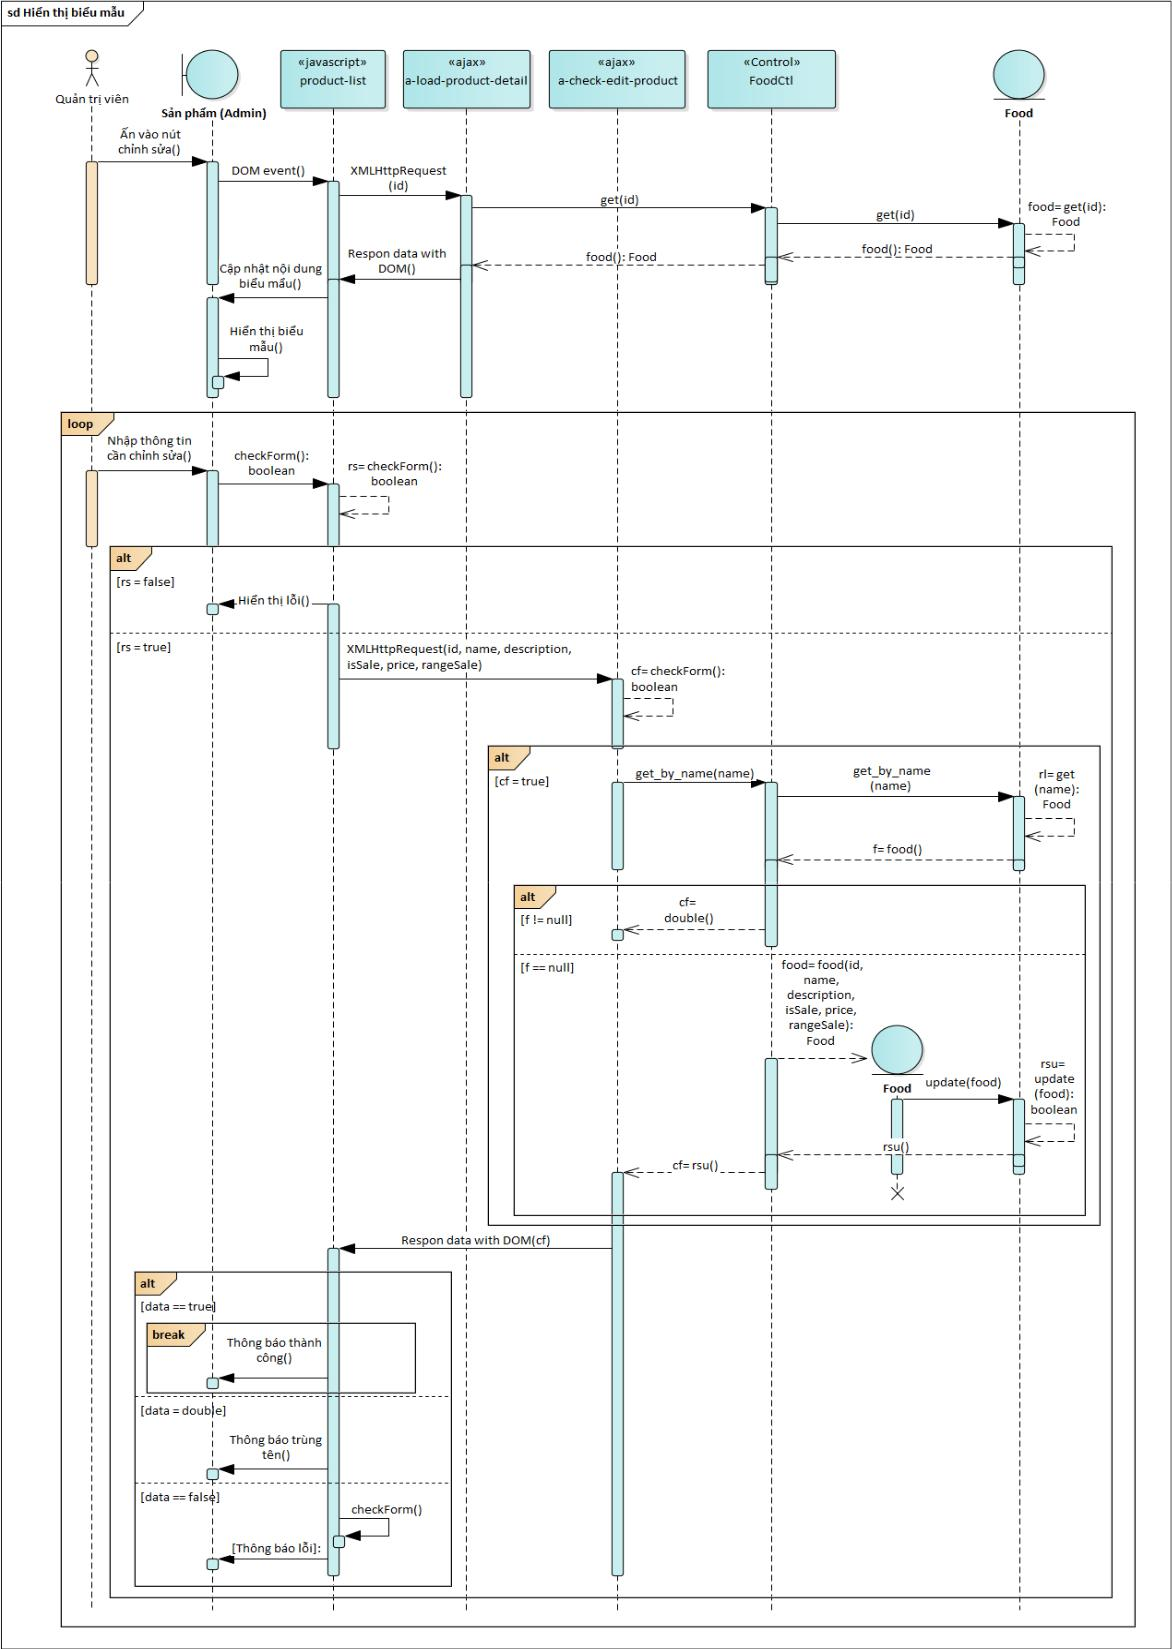 sd Hiển thị biểu mẫu
Quản trị viên
Sản phẩm (Admin)
«javascript»
product-list
«ajax»
a-load-product-detail
«ajax»
a-check-edit-product
«Control»
FoodCtl
Food
Ấn vào nút
chỉnh sửa()
DOM event()
XMLHttpRequest
(id)
get(id)
get(id)
food= get(id):
Food
food(): Food
food(): Food
Respon data with
DOM()
Cập nhật nội dung
biểu mẩu()
Hiển thị biểu
mẫu()
loop
Nhập thông tin
cần chỉnh sửa()
checkForm():
boolean
rs= checkForm():
boolean
alt
[rs = false]
Hiển thị lỗi()
[rs = true]
XMLHttpRequest(id, name, description,
isSale, price, rangeSale)
cf= checkForm():
boolean
alt
[cf = true]
get_by_name(name)
get_by_name
(name)
rl= get
(name):
Food
f= food()
alt
[f != null]
cf=
double()
[f == null]
food= food(id,
name,
description,
isSale, price,
rangeSale):
Food
Food
update(food)
rsu=
update
(food):
boolean
rsu()
cf= rsu()
Respon data with DOM(cf)
alt
[data == true]
break
Thông báo thành
công()
[data = double]
Thông báo trùng
tên()
[data == false]
checkForm()
[Thông báo lỗi]: